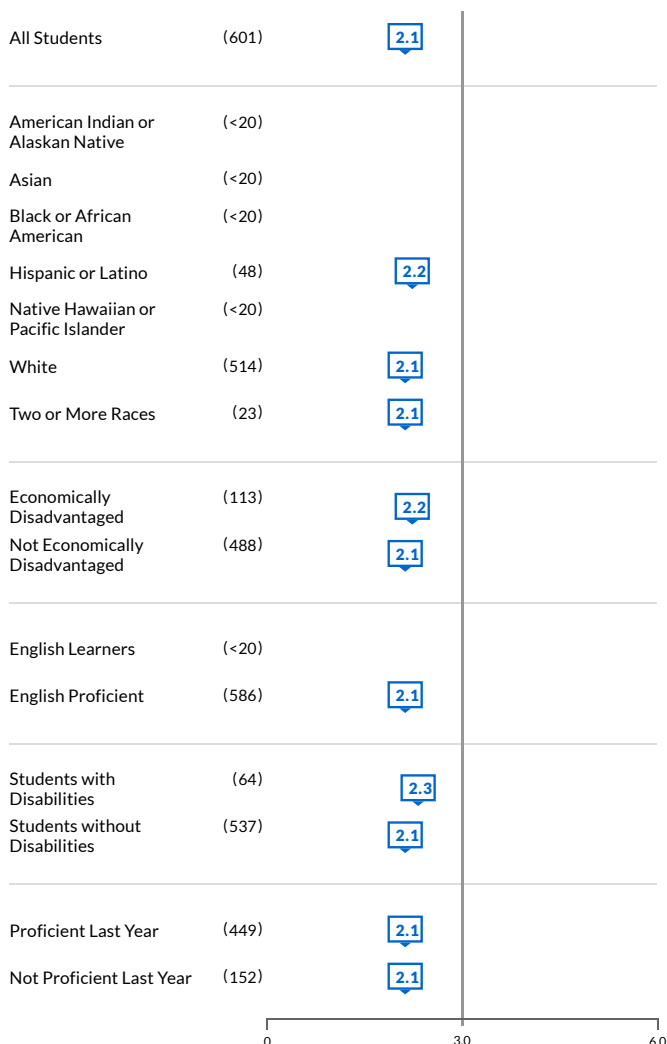 All Students (601) 2.1
American Indian or (<20)
Alaskan Native
Asian (<20)
Black or African (<20)
American
Hispanic or Latino (48) 2.2
Native Hawaiian or (<20)
Pacific Islander
White (514) 2.1
Two or More Races (23) 2.1
Economically (113) 2.2
Disadvantaged
Not Economically (488) 2.1
Disadvantaged
English Learners (<20)
English Proficient (586) 2.1
Students with (64) 2.3
Disabilities
Students without (537) 2.1
Disabilities
Proficient Last Year (449) 2.1
Not Proficient Last Year (152) 2.1
0 3.0 6.0